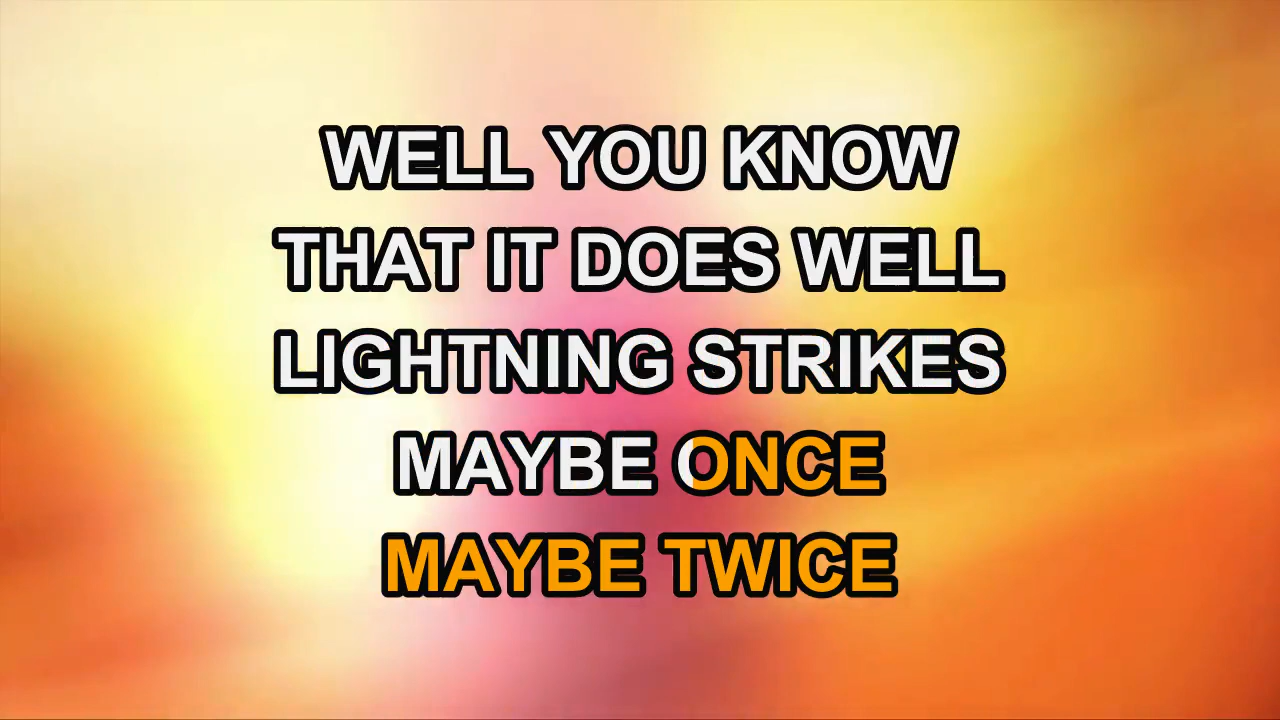 WELL YOU KNOW
THAT IT DOES WELL
LIGHTNING STRIKES
MAYBE ONCE
MAYBE TWICE